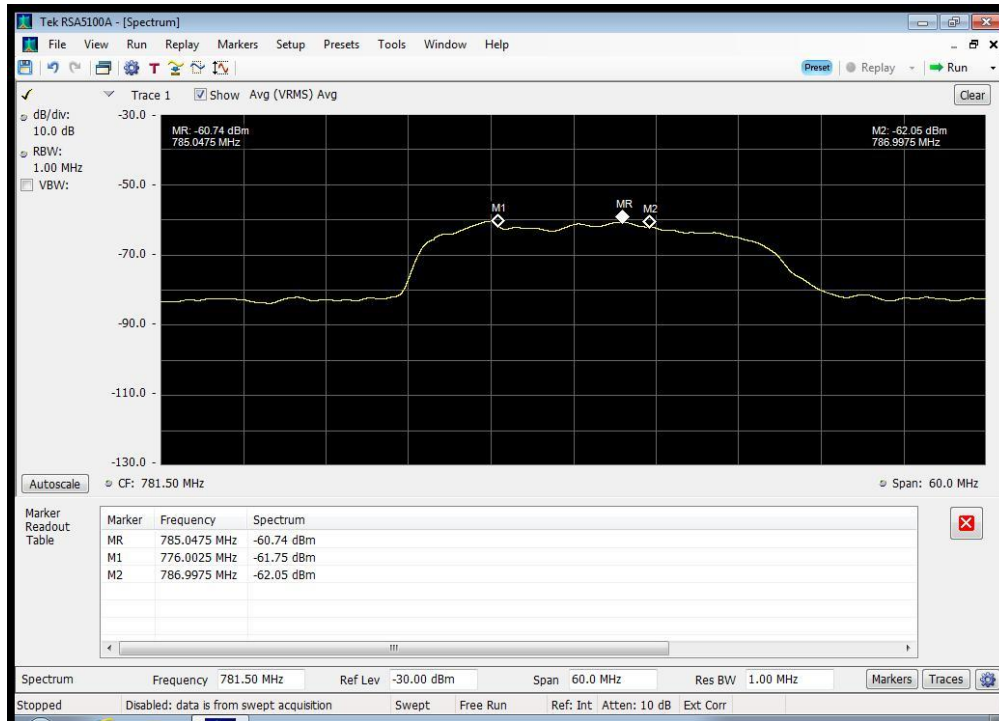 Tek RSA5100A - [Spectrum]
File View Run Replay Markers Setup Presets Tools Window Help
Preset Replay Run
Trace 1 Show Avg (VRMS) Avg Clear
dB/div:
10.0 dB
RBW:
1.00 MHz
VBW:
-30.0
-50.0
-70.0
-90.0
-110.0
-130.0
MR: -60.74 dBm
785.0475 MHz
M2: -62.05 dBm
786.9975 MHz
M1
MR
M2
Autoscale CF: 781.50 MHz Span: 60.0 MHz
Marker
Readout
Table
Marker Frequency Spectrum
MR 785.0475 MHz -60.74 dBm
M1 776.0025 MHz -61.75 dBm
M2 786.9975 MHz -62.05 dBm
Spectrum Frequency 781.50 MHz Ref Lev -30.00 dBm Span 60.0 MHz Res BW 1.00 MHz Markers Traces
Stopped Disabled: data is from swept acquisition Swept Free Run Ref: Int Atten: 10 dB Ext Corr